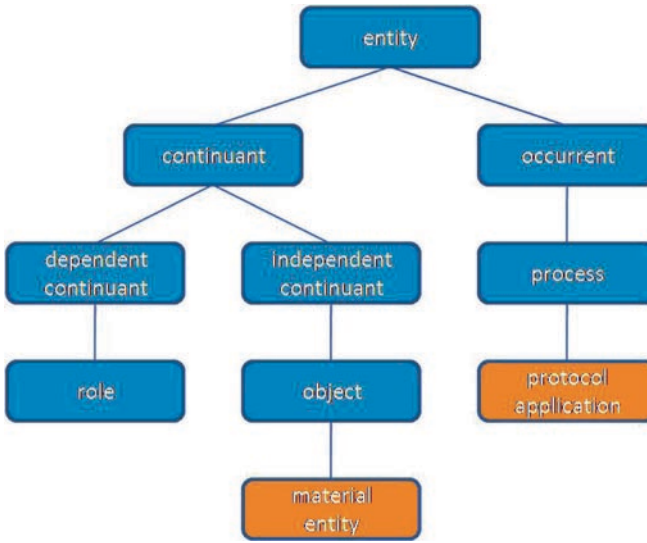 entity
continuant
occurrent
dependent
continuant
independent
continuant
process
role
object
protocol
application
material
entity